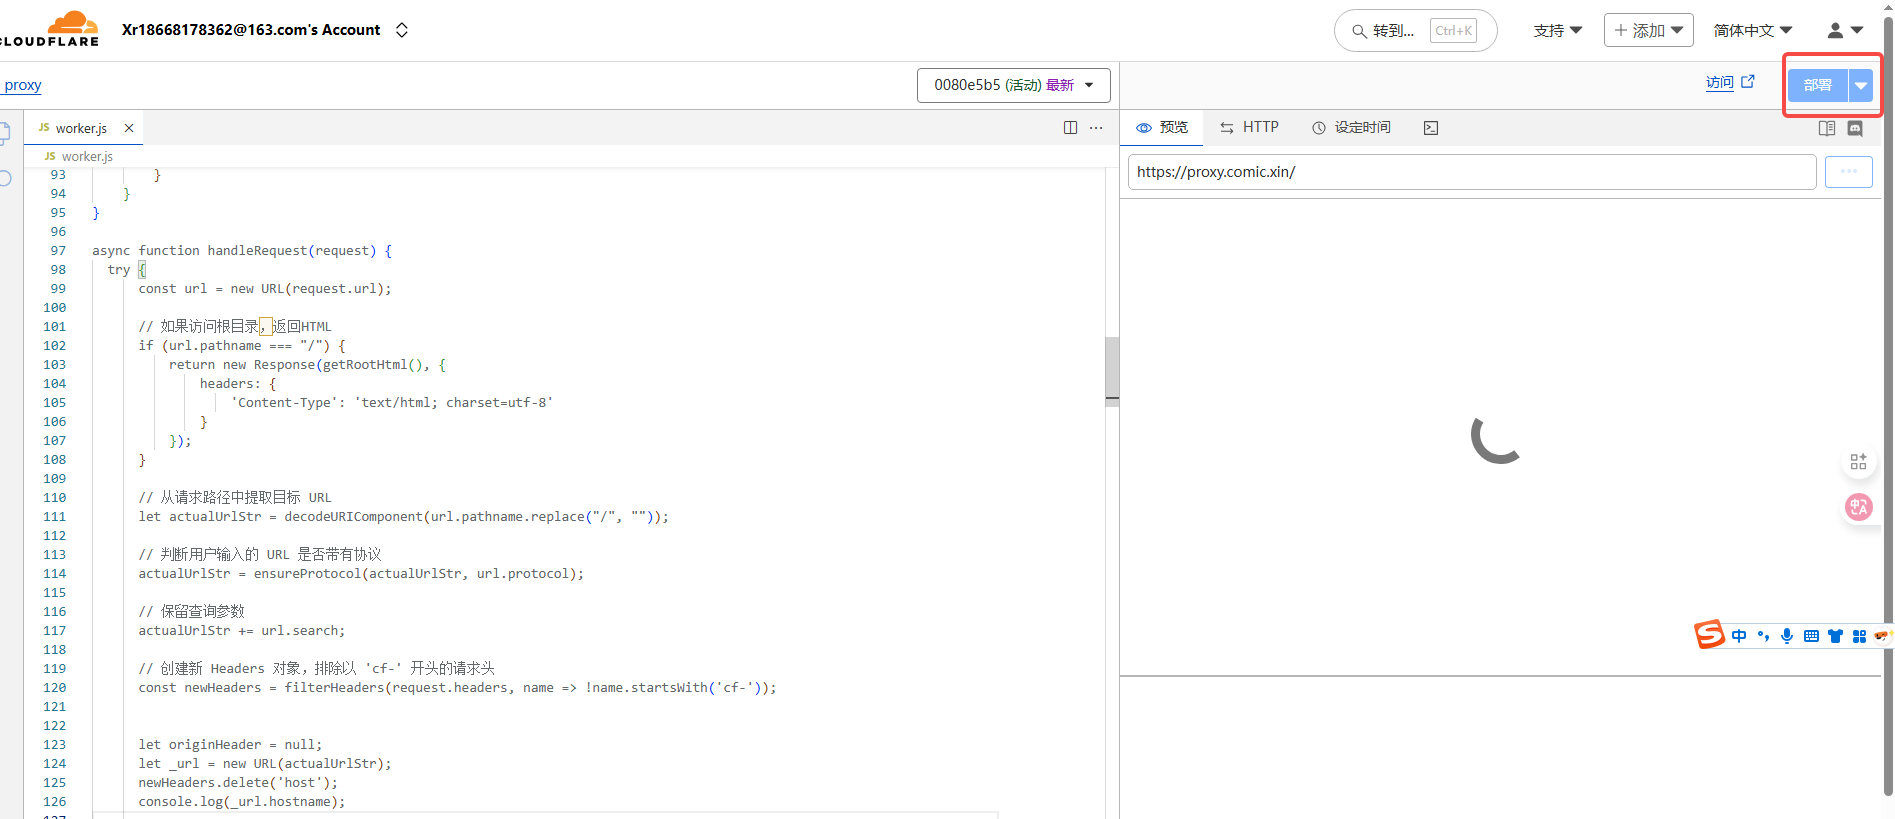 CLOUDFLARE
Xr18668178362@163.com's Account
转到... Ctrl+K
支持
添加
简体中文
proxy
0080e5b5 (活动) 最新
访问
部署
JS worker.js
JS worker.js
预览
HTTP
设定时间
https://proxy.comic.xin/
93 }
94 }
95 }
96
97 async function handleRequest(request) {
98 try {
99 const url = new URL(request.url);
100
101 // 如果访问根目录，返回HTML
102 if (url.pathname === "/") {
103 return new Response(getRootHtml(), {
104 headers: {
105 'Content-Type': 'text/html; charset=utf-8'
106 }
107 });
108 }
109
110 // 从请求路径中提取目标 URL
111 let actualUrlStr = decodeURIComponent(url.pathname.replace("/", ""));
112
113 // 判断用户输入的 URL 是否带有协议
114 actualUrlStr = ensureProtocol(actualUrlStr, url.protocol);
115
116 // 保留查询参数
117 actualUrlStr += url.search;
118
119 // 创建新 Headers 对象，排除以 'cf-' 开头的请求头
120 const newHeaders = filterHeaders(request.headers, name => !name.startsWith('cf-'));
121
122
123 let originHeader = null;
124 let _url = new URL(actualUrlStr);
125 newHeaders.delete('host');
126 console.log(_url.hostname);
127
S 中